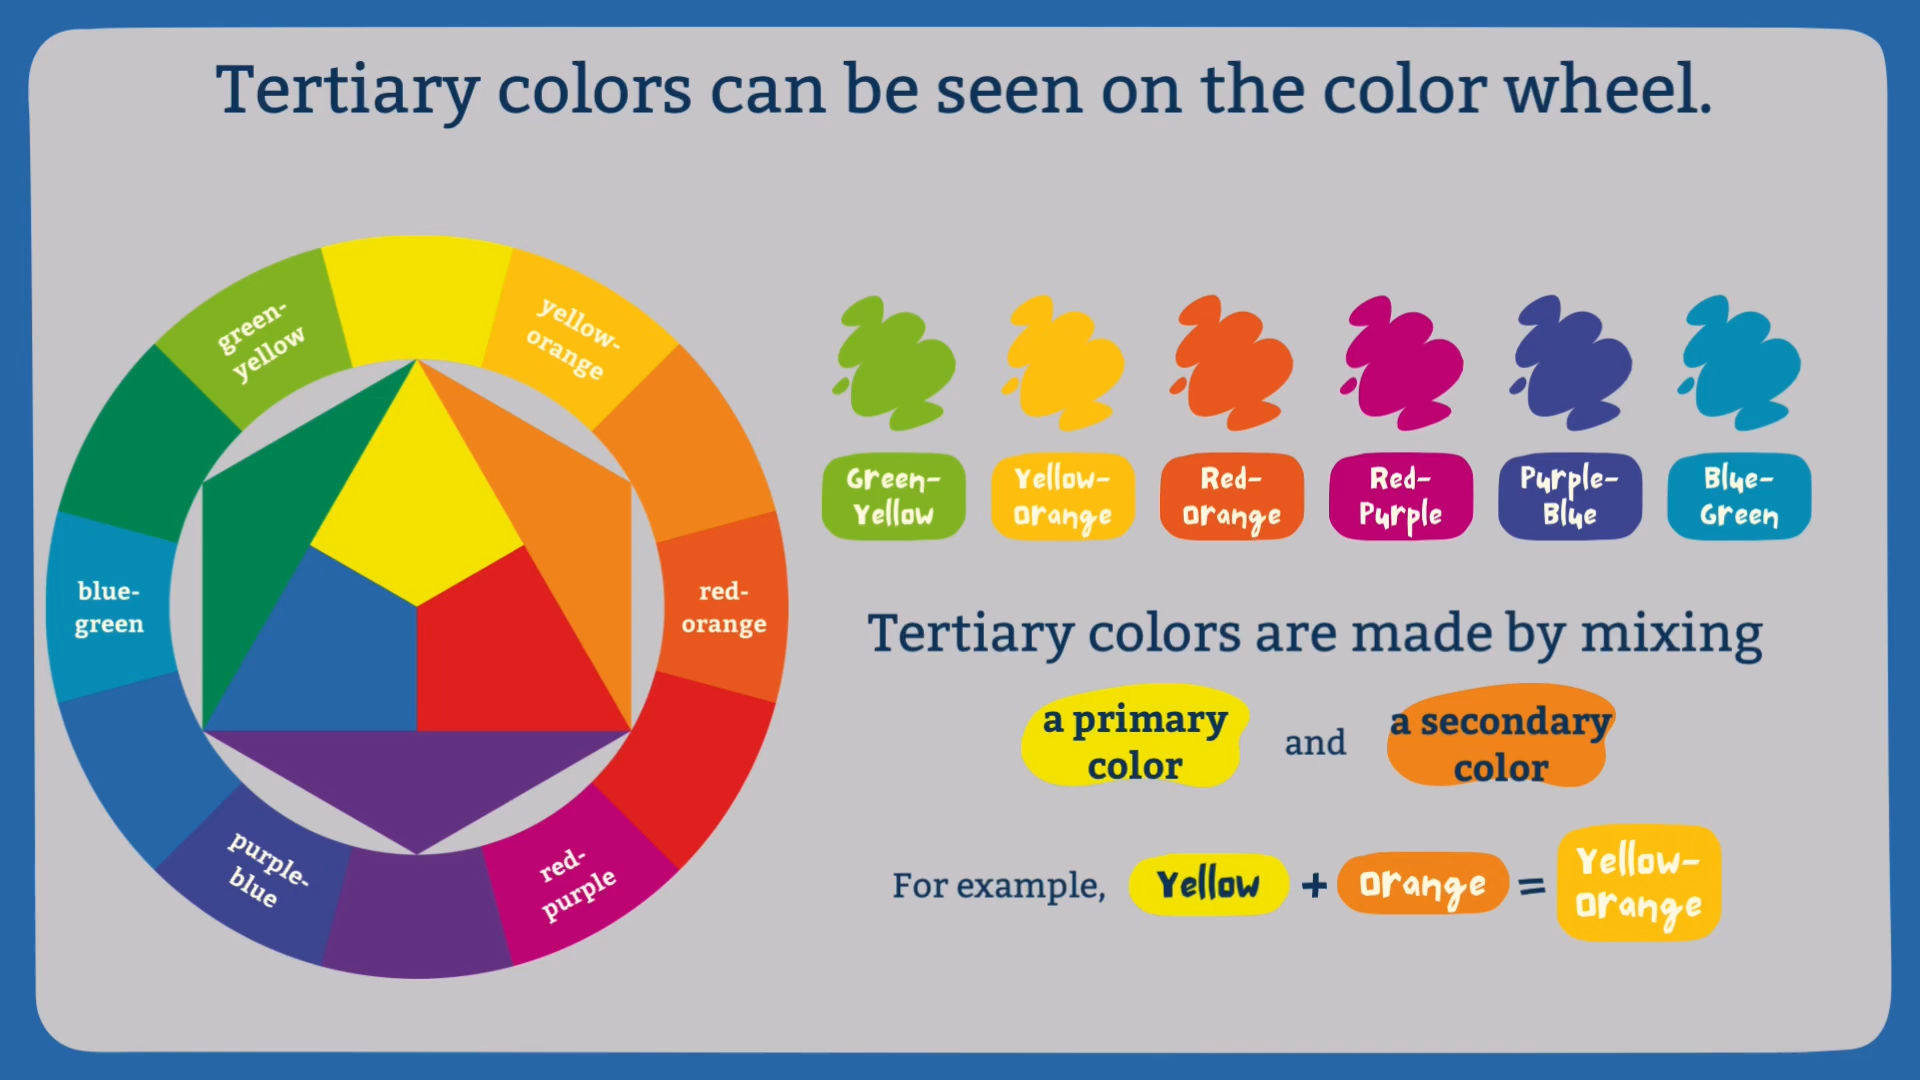 Tertiary colors can be seen on the color wheel.
green-
yellow
yellow-
orange
blue-
green
red-
orange
purple-
blue
red-
purple
Green-
Yellow
Yellow-
Orange
Red-
Orange
Red-
Purple
Purple-
Blue
Blue-
Green
Tertiary colors are made by mixing
a primary
color
and
a secondary
color
For example, Yellow + Orange = Yellow-
Orange